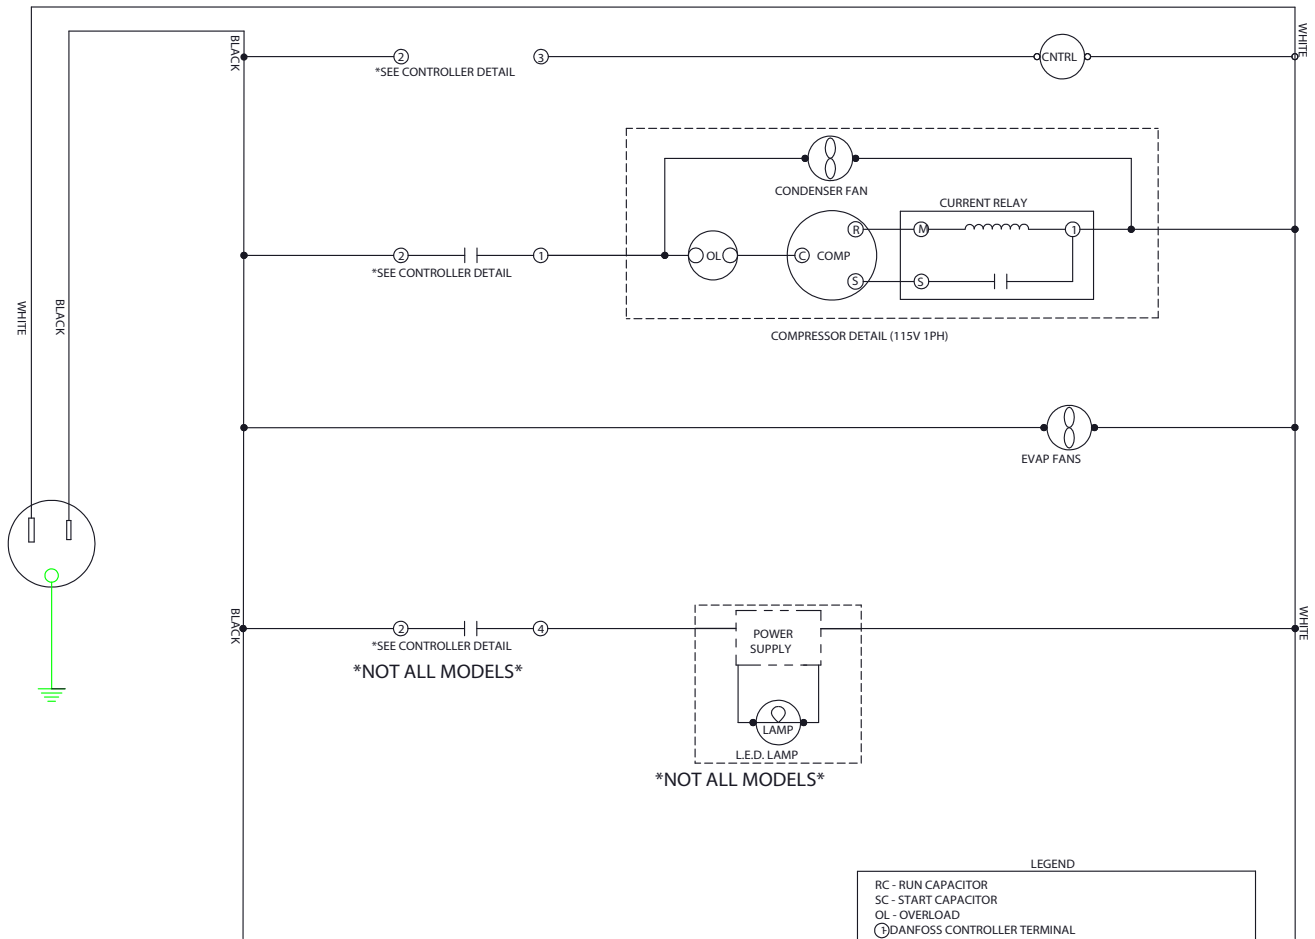 BLACK
WHITE
2
3
CNTRL
*SEE CONTROLLER DETAIL
CONDENSER FAN
CURRENT RELAY
R
M
1
2
1
OL
C
COMP
*SEE CONTROLLER DETAIL
S
S
WHITE
BLACK
COMPRESSOR DETAIL (115V 1PH)
EVAP FANS
BLACK
WHITE
2
4
POWER
SUPPLY
*SEE CONTROLLER DETAIL
*NOT ALL MODELS*
LAMP
L.E.D. LAMP
*NOT ALL MODELS*
LEGEND
RC - RUN CAPACITOR
SC - START CAPACITOR
OL - OVERLOAD
DANFOSS CONTROLLER TERMINAL